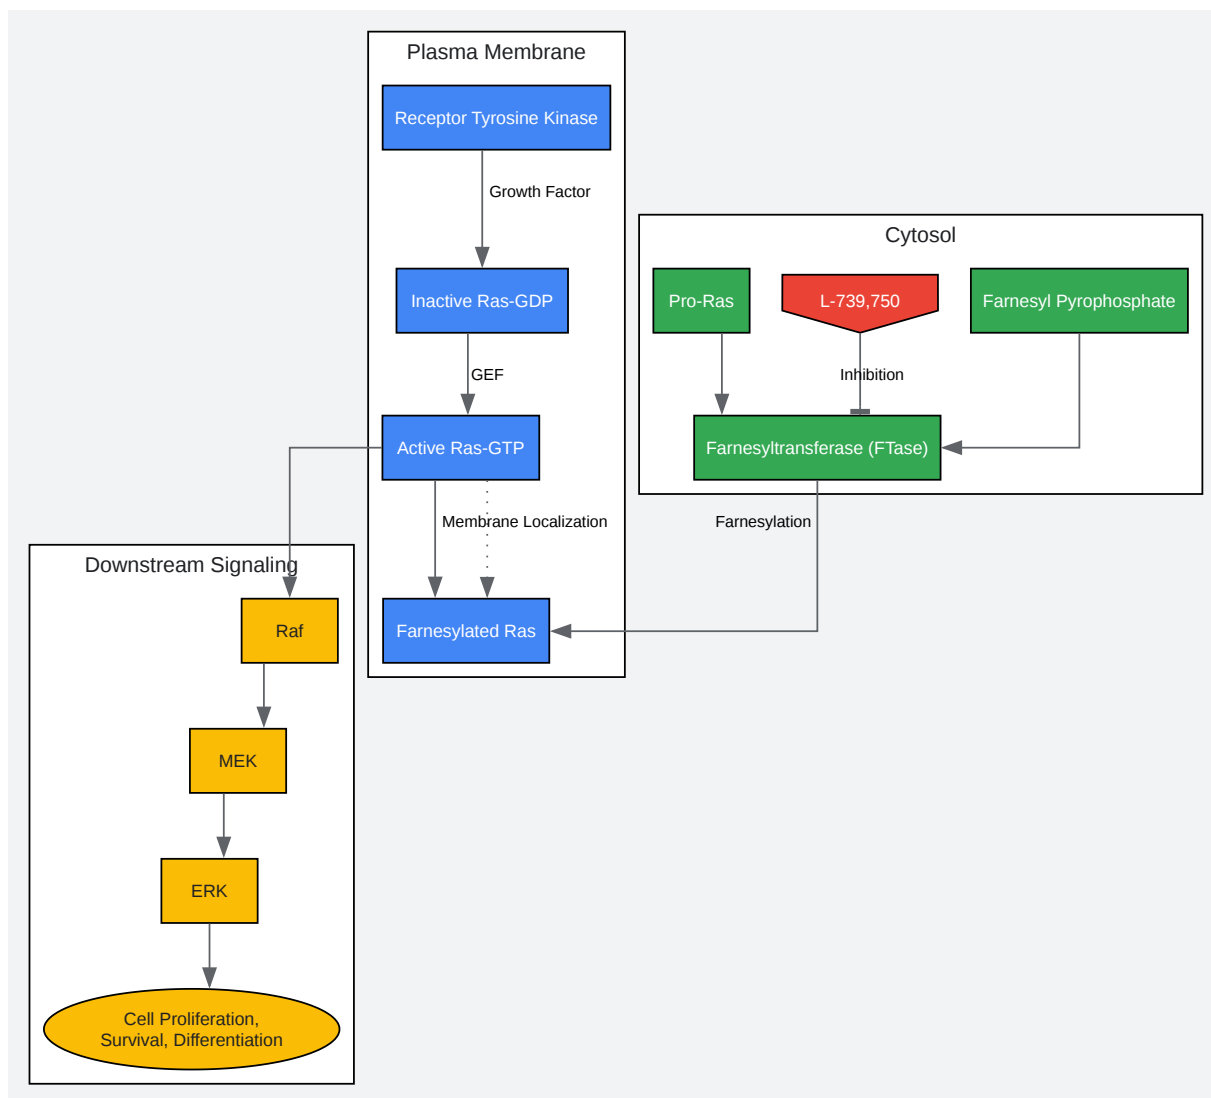 Plasma Membrane
Receptor Tyrosine Kinase
Growth Factor
Inactive Ras-GDP
GEF
Active Ras-GTP
Membrane Localization
Farnesylated Ras
Cytosol
Pro-Ras
L-739,750
Farnesyl Pyrophosphate
Inhibition
Farnesyltransferase (FTase)
Farnesylation
Downstream Signaling
Raf
MEK
ERK
Cell Proliferation,
Survival, Differentiation